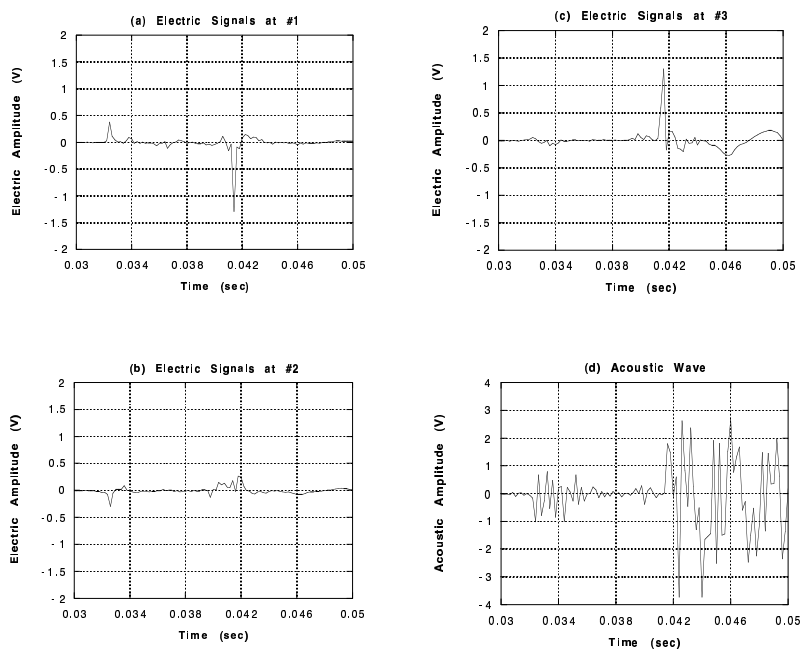 (a) Electric Signals at #1
Electric Amplitude (V)
2
1.5
1
0.5
0
-0.5
-1
-1.5
-2
0.03 0.034 0.038 0.042 0.046 0.05
Time (sec)
(c) Electric Signals at #3
Electric Amplitude (V)
2
1.5
1
0.5
0
-0.5
-1
-1.5
-2
0.03 0.034 0.038 0.042 0.046 0.05
Time (sec)
(b) Electric Signals at #2
Electric Amplitude (V)
2
1.5
1
0.5
0
-0.5
-1
-1.5
-2
0.03 0.034 0.038 0.042 0.046 0.05
Time (sec)
(d) Acoustic Wave
Acoustic Amplitude (V)
4
3
2
1
0
-1
-2
-3
-4
0.03 0.034 0.038 0.042 0.046 0.05
Time (sec)